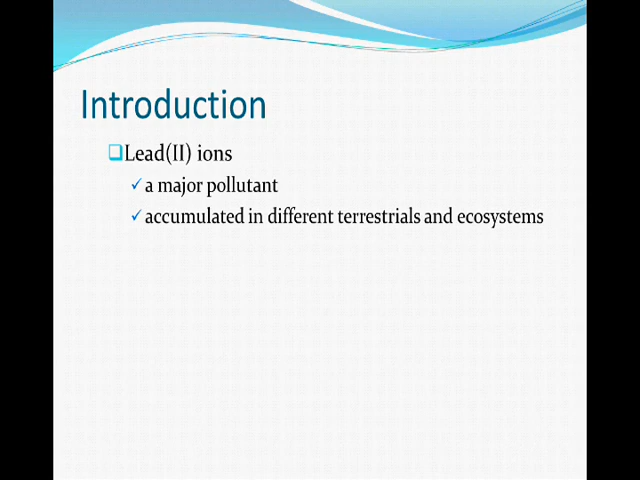 Introduction
Lead(II) ions
a major pollutant
accumulated in different terrestrials and ecosystems